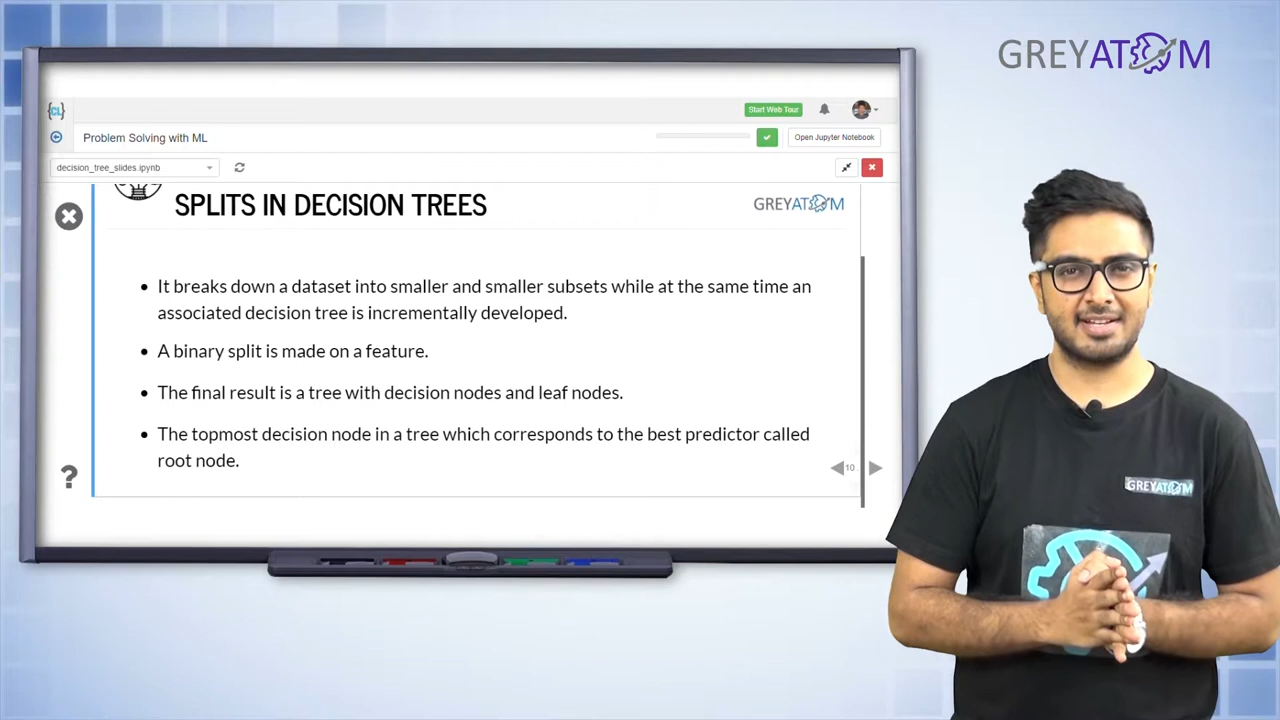 GREYATOM
Start Web Tour
Problem Solving with ML
Open Jupyter Notebook
decision_tree_slides.ipynb
SPLITS IN DECISION TREES
GREYATOM
It breaks down a dataset into smaller and smaller subsets while at the same time an
associated decision tree is incrementally developed.
A binary split is made on a feature.
The final result is a tree with decision nodes and leaf nodes.
The topmost decision node in a tree which corresponds to the best predictor called
root node.
?
10
GREYATOM